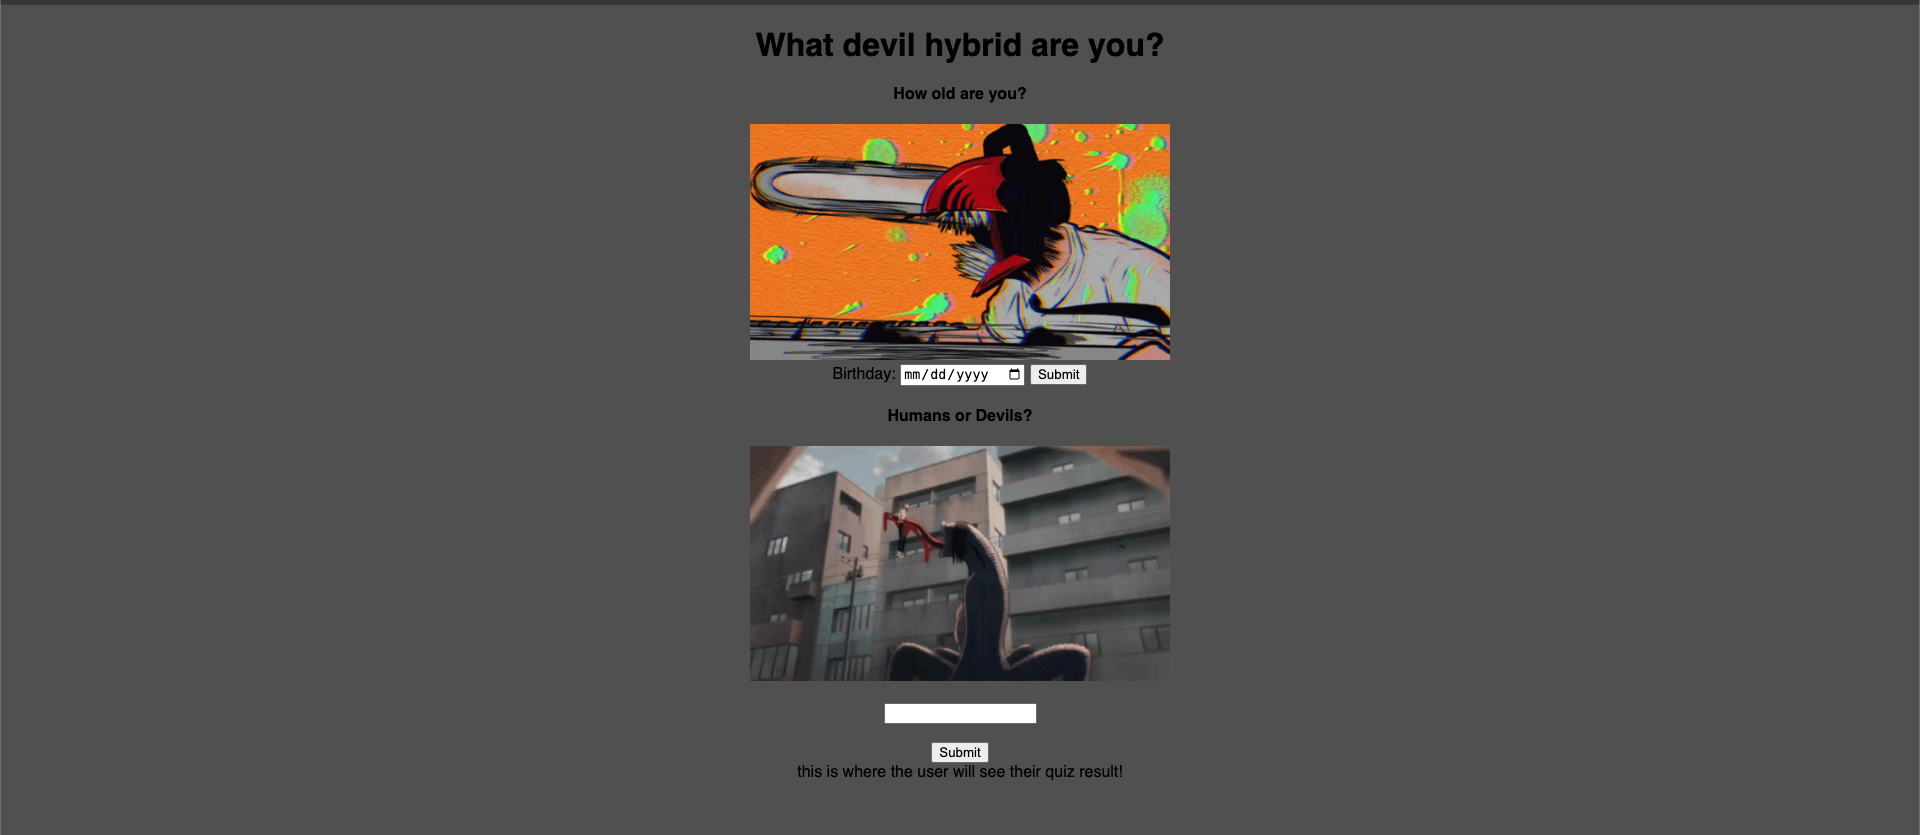 What devil hybrid are you?
How old are you?
Birthday: mm/dd/yyyy Submit
Humans or Devils?
Submit
this is where the user will see their quiz result!